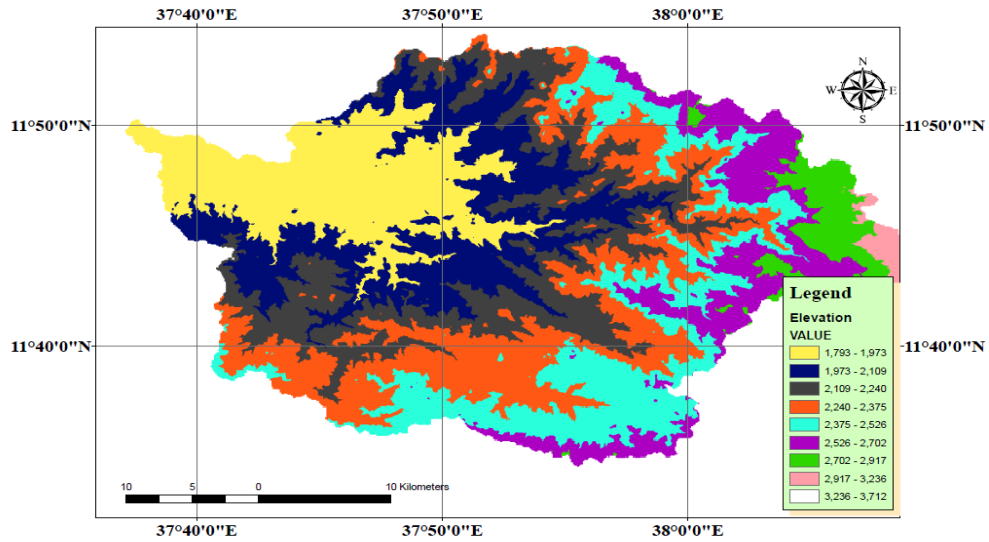 37°40'0"E 37°50'0"E 38°0'0"E
N
W E
S
11°50'0"N 11°50'0"N
Legend
Elevation
VALUE
1,793 - 1,973
1,973 - 2,109
2,109 - 2,240
2,240 - 2,375
2,375 - 2,526
2,526 - 2,702
2,702 - 2,917
2,917 - 3,236
3,236 - 3,712
11°40'0"N 11°40'0"N
10 5 0 10 Kilometers
37°40'0"E 37°50'0"E 38°0'0"E